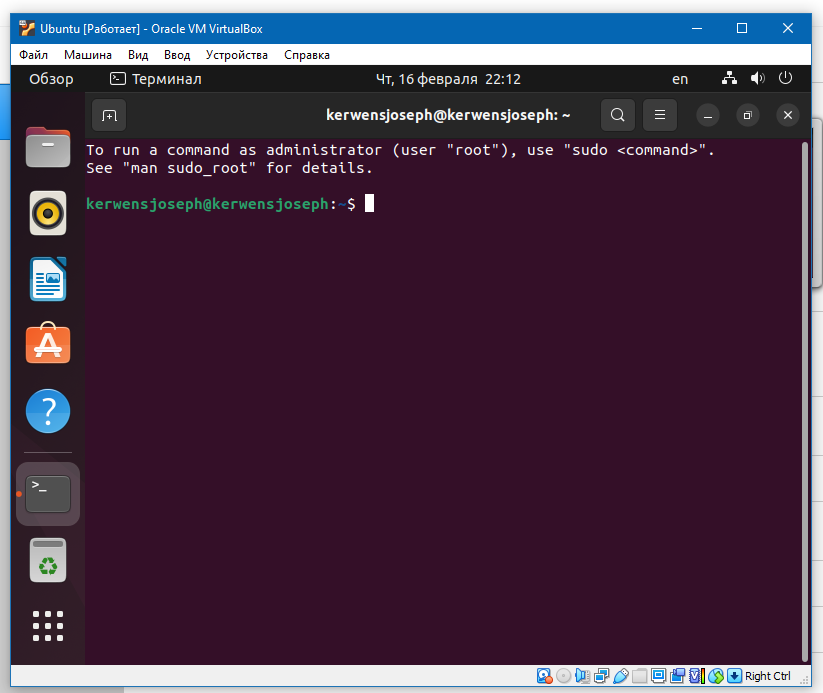 Ubuntu [Работает] - Oracle VM VirtualBox
Файл Машина Вид Ввод Устройства Справка
Обзор Терминал Чт, 16 февраля 22:12 en
kerwensjoseph@kerwensjoseph: ~
To run a command as administrator (user "root"), use "sudo <command>".
See "man sudo_root" for details.
kerwensjoseph@kerwensjoseph:~$
Right Ctrl